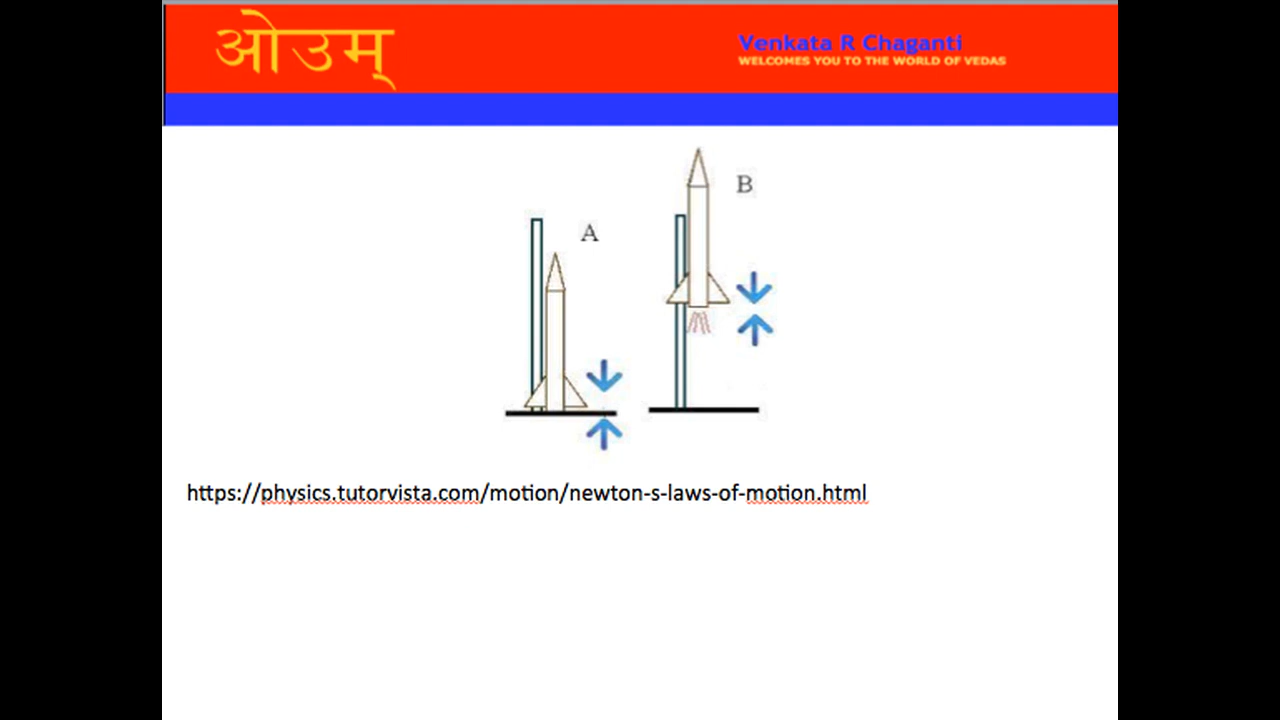 ओउम्
Venkata R Chaganti
WELCOMES YOU TO THE WORLD OF VEDAS
B
A
https://physics.tutorvista.com/motion/newton-s-laws-of-motion.html